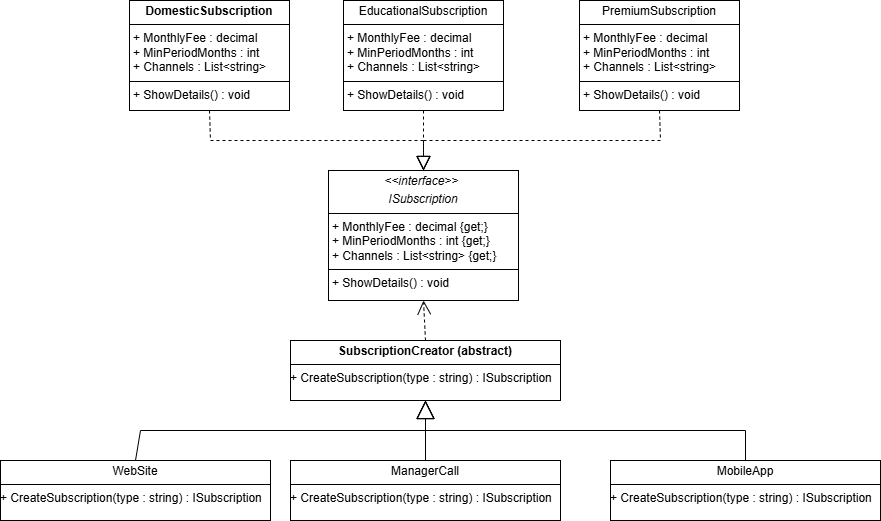 DomesticSubscription
+ MonthlyFee : decimal
+ MinPeriodMonths : int
+ Channels : List<string>
+ ShowDetails() : void
EducationalSubscription
+ MonthlyFee : decimal
+ MinPeriodMonths : int
+ Channels : List<string>
+ ShowDetails() : void
PremiumSubscription
+ MonthlyFee : decimal
+ MinPeriodMonths : int
+ Channels : List<string>
+ ShowDetails() : void
<<interface>>
ISubscription
+ MonthlyFee : decimal {get;}
+ MinPeriodMonths : int {get;}
+ Channels : List<string> {get;}
+ ShowDetails() : void
SubscriptionCreator (abstract)
+ CreateSubscription(type : string) : ISubscription
WebSite
+ CreateSubscription(type : string) : ISubscription
ManagerCall
+ CreateSubscription(type : string) : ISubscription
MobileApp
+ CreateSubscription(type : string) : ISubscription